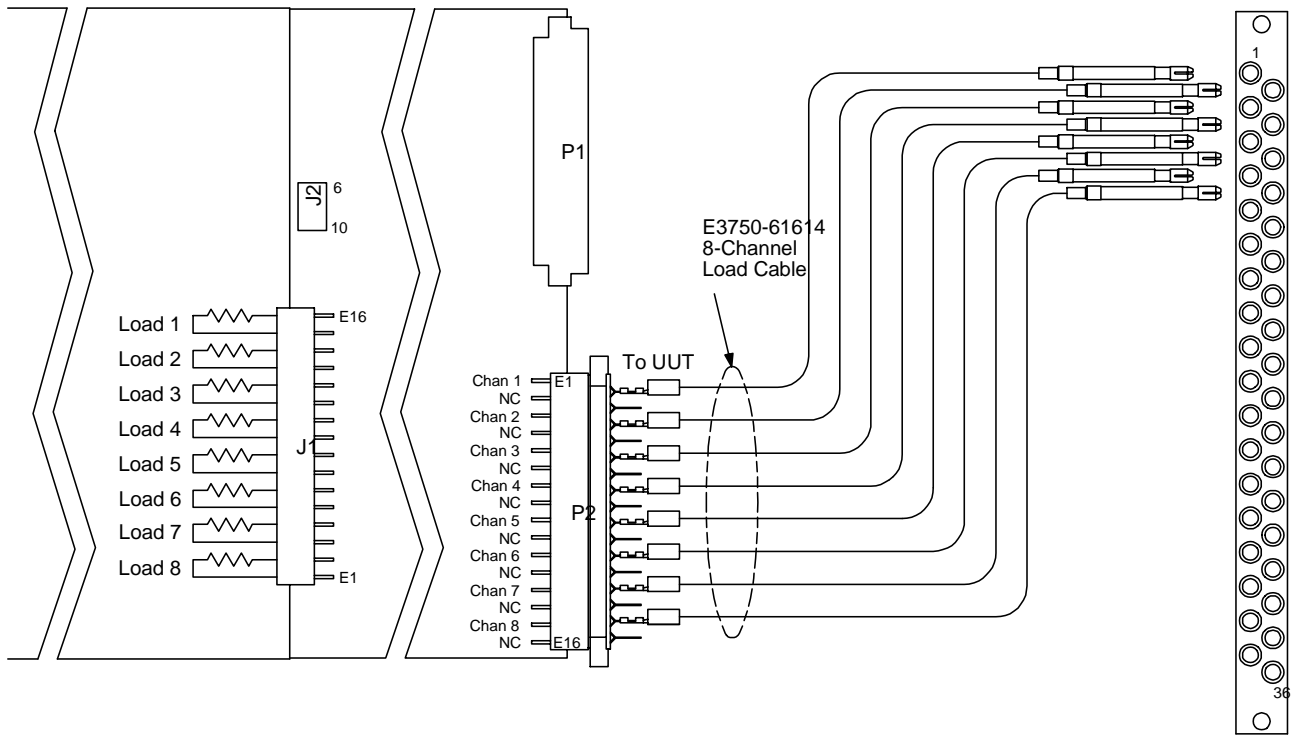 1
P1
J2
6
10
E3750-61614
8-Channel
Load Cable
Load 1
Load 2
Load 3
Load 4
Load 5
Load 6
Load 7
Load 8
E16
J1
E1
To UUT
Chan 1
E1
NC
Chan 2
NC
Chan 3
NC
Chan 4
NC
P2
Chan 5
NC
Chan 6
NC
Chan 7
NC
Chan 8
NC
E16
36